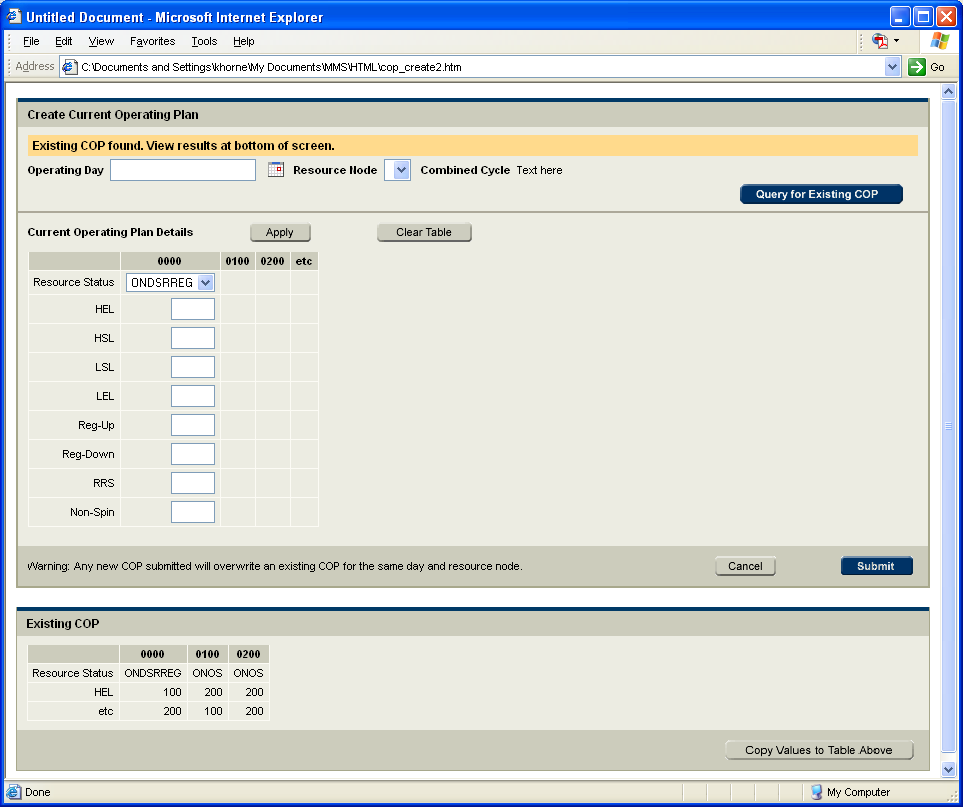 Untitled Document - Microsoft Internet Explorer
File Edit View Favorites Tools Help
Address C:\Documents and Settings\khorne\My Documents\MMS\HTML\cop_create2.htm Go
Create Current Operating Plan
Existing COP found. View results at bottom of screen.
Operating Day Resource Node Combined Cycle Text here
Query for Existing COP
Current Operating Plan Details Apply Clear Table
0000 0100 0200 etc
Resource Status ONDSRREG
HEL
HSL
LSL
LEL
Reg-Up
Reg-Down
RRS
Non-Spin
Warning: Any new COP submitted will overwrite an existing COP for the same day and resource node. Cancel Submit
Existing COP
0000 0100 0200
Resource Status ONDSRREG ONOS ONOS
HEL 100 200 200
etc 200 100 200
Copy Values to Table Above
Done My Computer